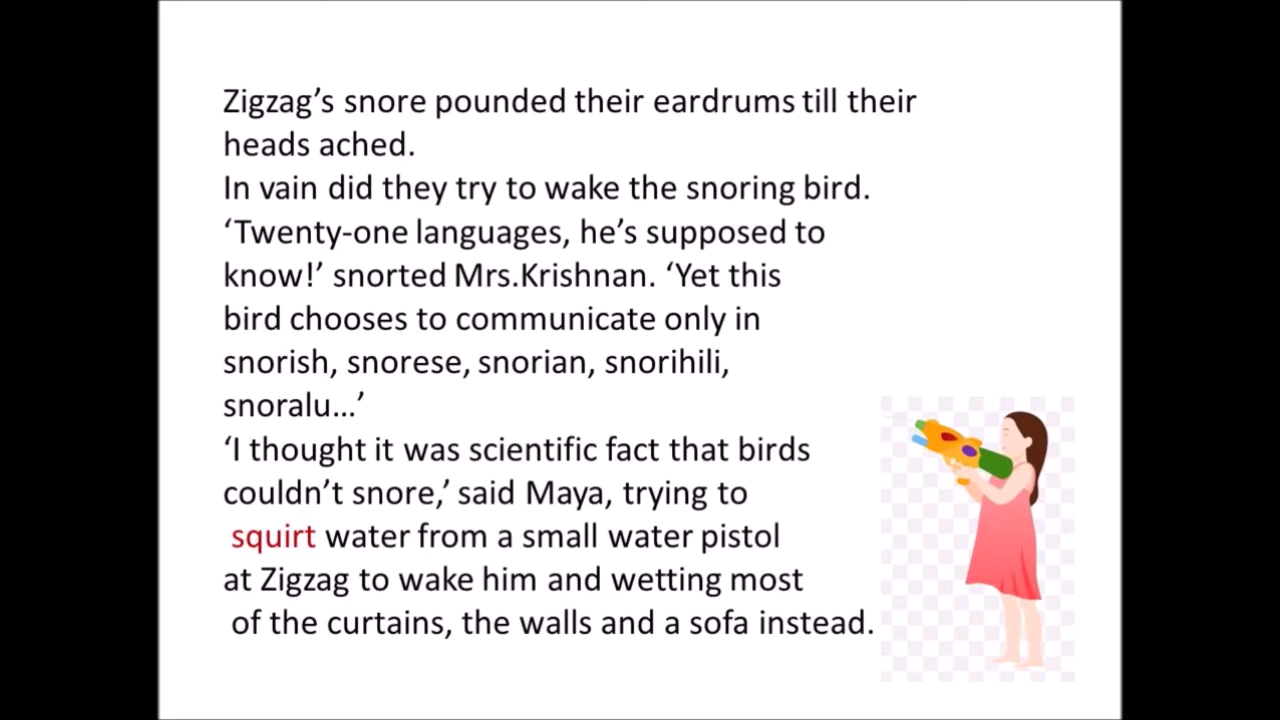 Zigzag’s snore pounded their eardrums till their
heads ached.
In vain did they try to wake the snoring bird.
‘Twenty-one languages, he’s supposed to
know!’ snorted Mrs.Krishnan. ‘Yet this
bird chooses to communicate only in
snorish, snorese, snorian, snorihili,
snoralu...’
‘I thought it was scientific fact that birds
couldn’t snore,’ said Maya, trying to
squirt water from a small water pistol
at Zigzag to wake him and wetting most
of the curtains, the walls and a sofa instead.